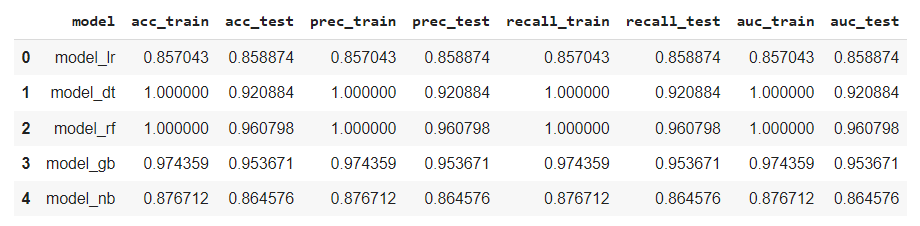 model acc_train acc_test prec_train prec_test recall_train recall_test auc_train auc_test
0 model_lr 0.857043 0.858874 0.857043 0.858874 0.857043 0.858874 0.857043 0.858874
1 model_dt 1.000000 0.920884 1.000000 0.920884 1.000000 0.920884 1.000000 0.920884
2 model_rf 1.000000 0.960798 1.000000 0.960798 1.000000 0.960798 1.000000 0.960798
3 model_gb 0.974359 0.953671 0.974359 0.953671 0.974359 0.953671 0.974359 0.953671
4 model_nb 0.876712 0.864576 0.876712 0.864576 0.876712 0.864576 0.876712 0.864576